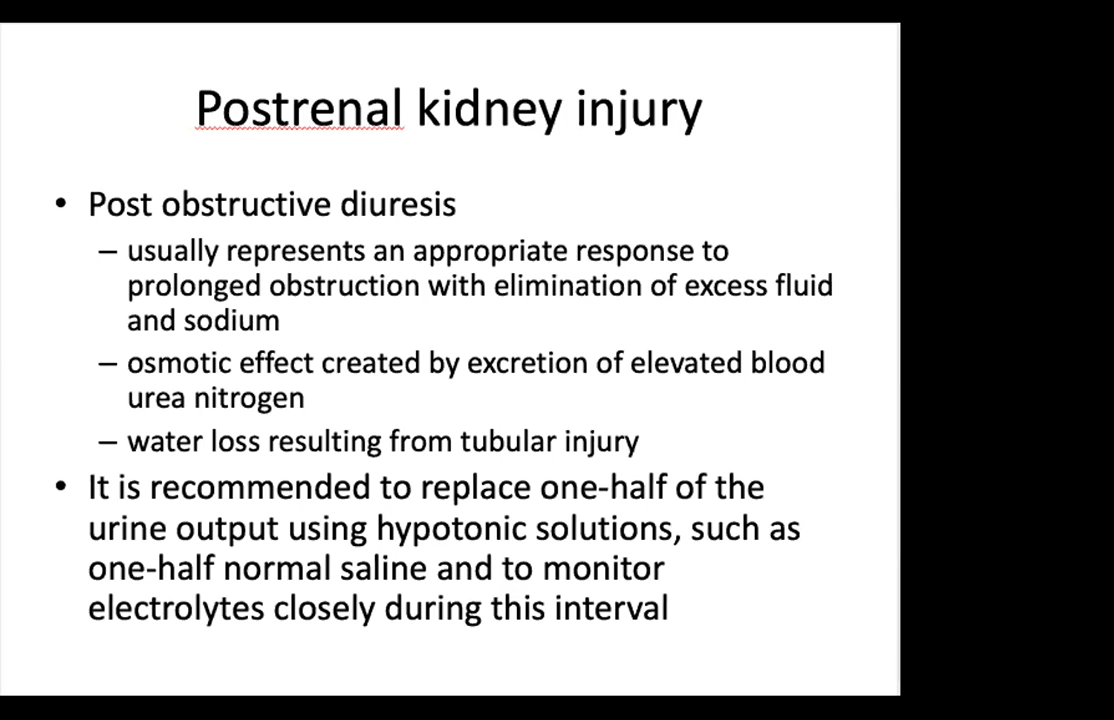 Postrenal kidney injury
• Post obstructive diuresis
– usually represents an appropriate response to
prolonged obstruction with elimination of excess fluid
and sodium
– osmotic effect created by excretion of elevated blood
urea nitrogen
– water loss resulting from tubular injury
• It is recommended to replace one-half of the
urine output using hypotonic solutions, such as
one-half normal saline and to monitor
electrolytes closely during this interval